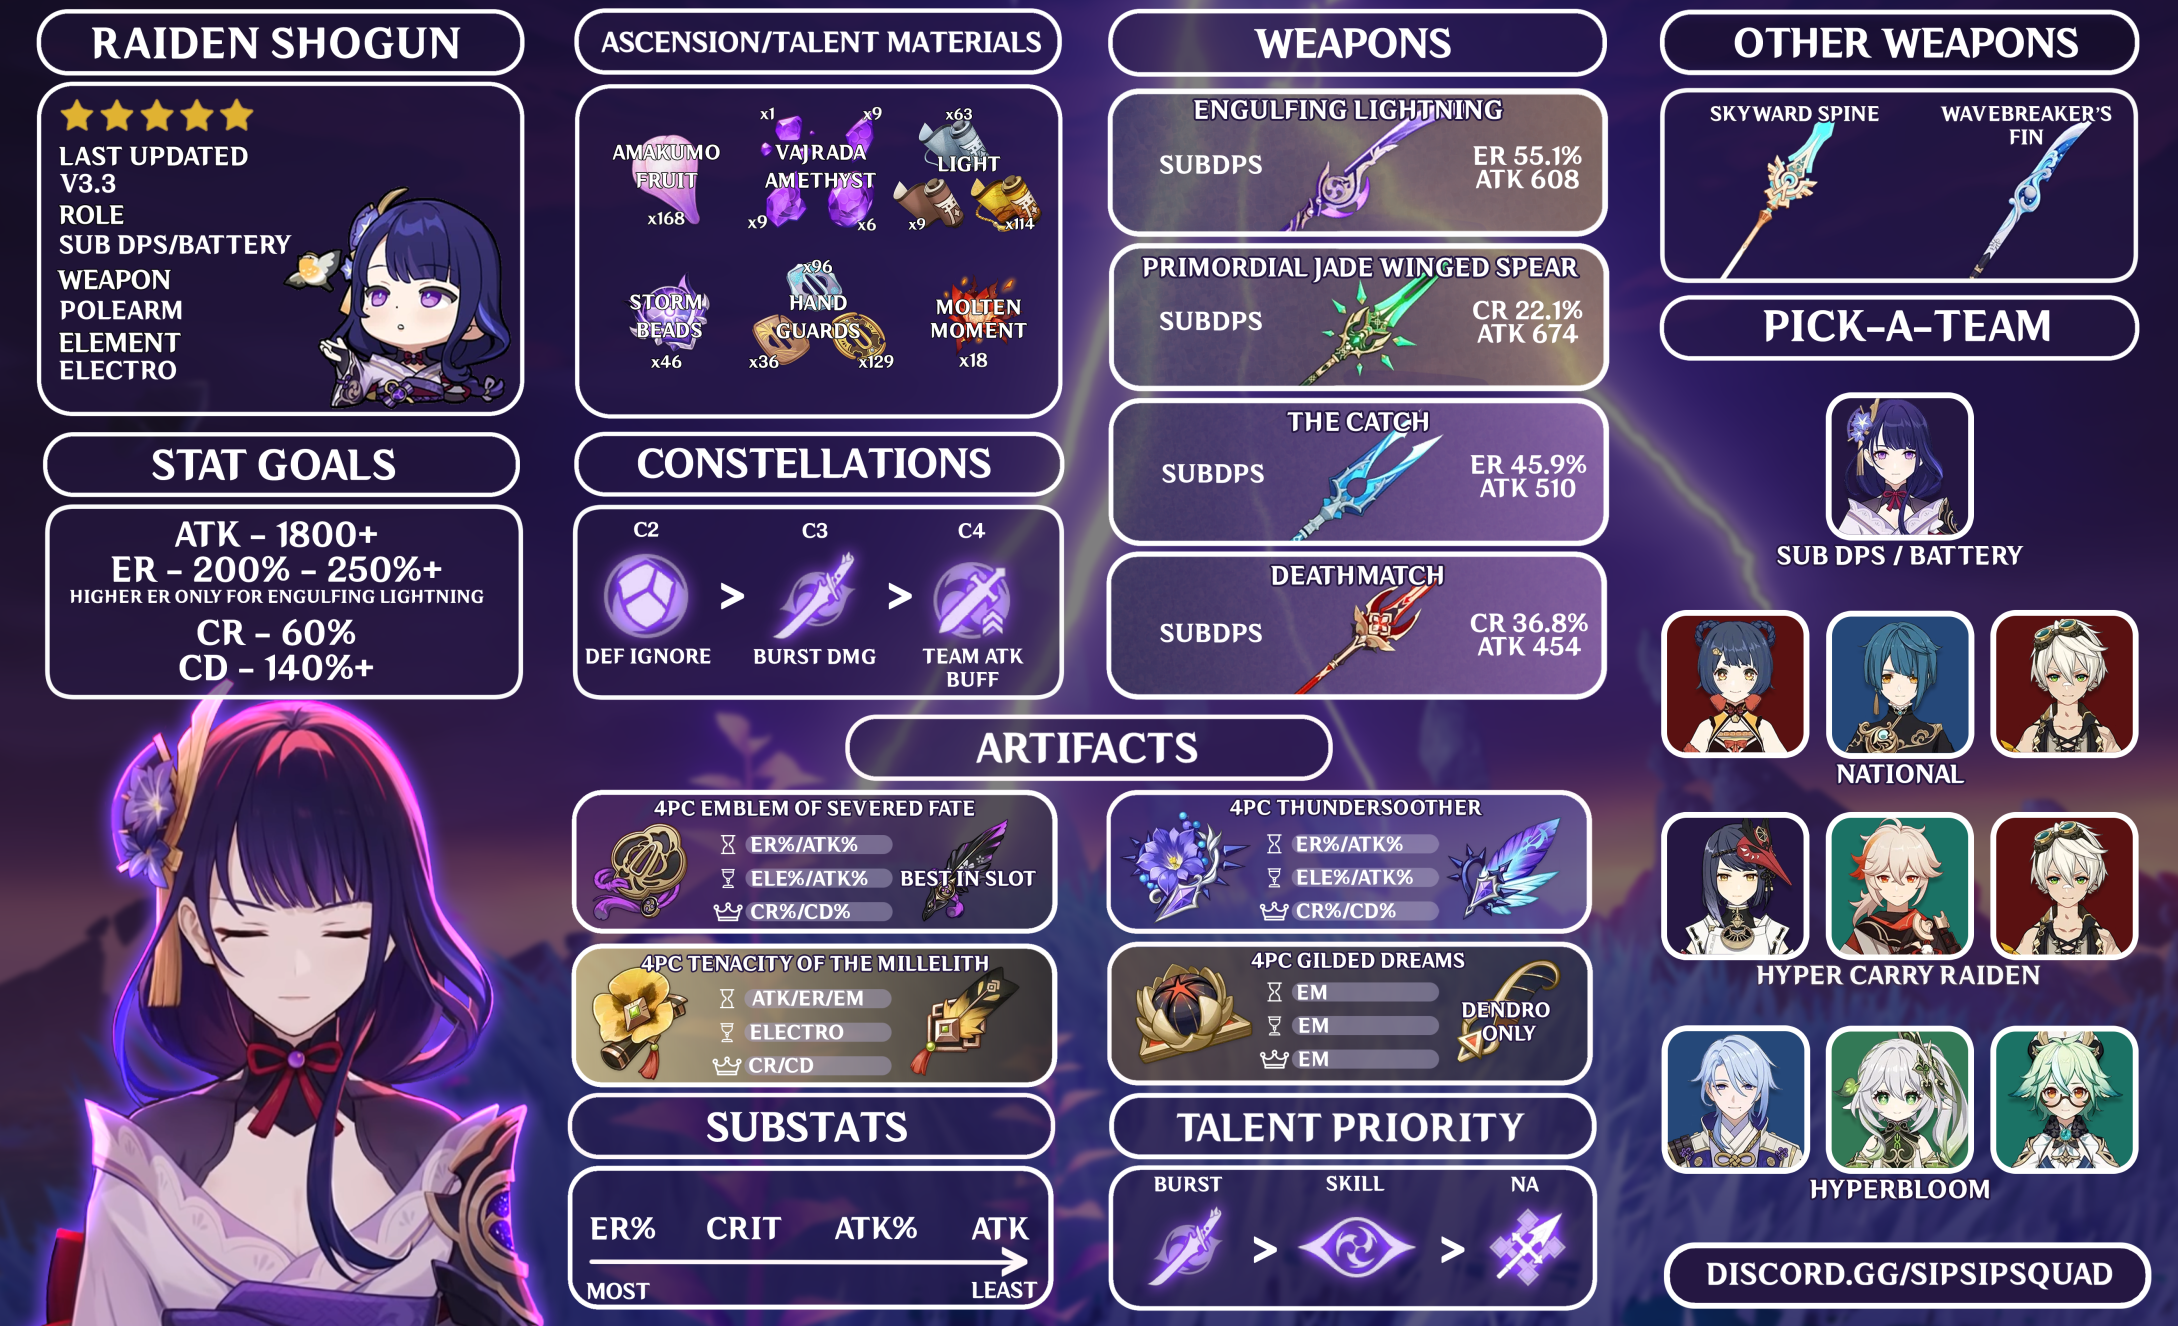 RAIDEN SHOGUN
LAST UPDATED
V3.3
ROLE
SUB DPS/BATTERY
WEAPON
POLEARM
ELEMENT
ELECTRO
STAT GOALS
ATK - 1800+
ER - 200% - 250%+
HIGHER ER ONLY FOR ENGULFING LIGHTNING
CR - 60%
CD - 140%+
ASCENSION/TALENT MATERIALS
AMAKUMO
FRUIT
x168
x1
x9
VAJRADA
AMETHYST
x9
x6
x63
LIGHT
x9
x114
STORM
BEADS
x46
x96
HAND
GUARDS
x36
x129
MOLTEN
MOMENT
x18
CONSTELLATIONS
C2
>
C3
>
C4
DEF IGNORE
BURST DMG
TEAM ATK
BUFF
WEAPONS
ENGULFING LIGHTNING
SUBDPS
ER 55.1%
ATK 608
PRIMORDIAL JADE WINGED SPEAR
SUBDPS
CR 22.1%
ATK 674
THE CATCH
SUBDPS
ER 45.9%
ATK 510
DEATHMATCH
SUBDPS
CR 36.8%
ATK 454
ARTIFACTS
4PC EMBLEM OF SEVERED FATE
ER%/ATK%
ELE%/ATK%
CR%/CD%
BEST IN SLOT
4PC THUNDERSOOTHER
ER%/ATK%
ELE%/ATK%
CR%/CD%
4PC TENACITY OF THE MILLELITH
ATK/ER/EM
ELECTRO
CR/CD
4PC GILDED DREAMS
EM
EM
EM
DENDRO
ONLY
SUBSTATS
ER% CRIT ATK% ATK
MOST LEAST
TALENT PRIORITY
BURST
>
SKILL
>
NA
OTHER WEAPONS
SKYWARD SPINE
WAVEBREAKER'S
FIN
PICK-A-TEAM
SUB DPS / BATTERY
NATIONAL
HYPER CARRY RAIDEN
HYPERBLOOM
DISCORD.GG/SIPSIPSQUAD